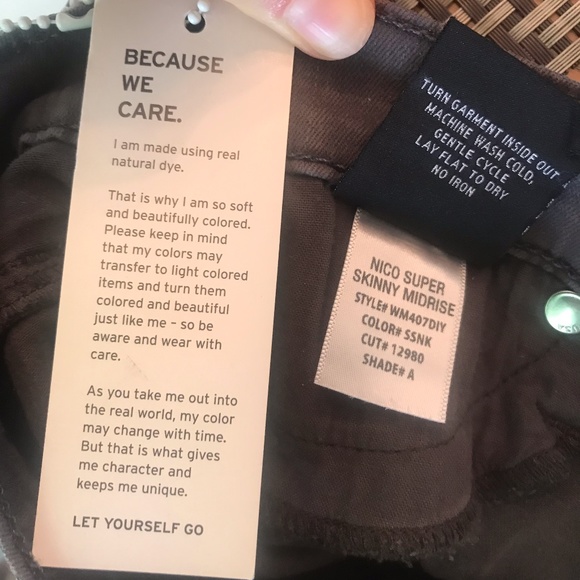 BECAUSE
WE
CARE.
I am made using real
natural dye.
That is why I am so soft
and beautifully colored.
Please keep in mind
that my colors may
transfer to light colored
items and turn them
colored and beautiful
just like me – so be
aware and wear with
care.
As you take me out into
the real world, my color
may change with time.
But that is what gives
me character and
keeps me unique.
LET YOURSELF GO
TURN GARMENT INSIDE OUT
MACHINE WASH COLD,
GENTLE CYCLE
LAY FLAT TO DRY
NO IRON
NICO SUPER
SKINNY MIDRISE
STYLE# WM407DIY
COLOR# SSNK
CUT# 12980
SHADE# A